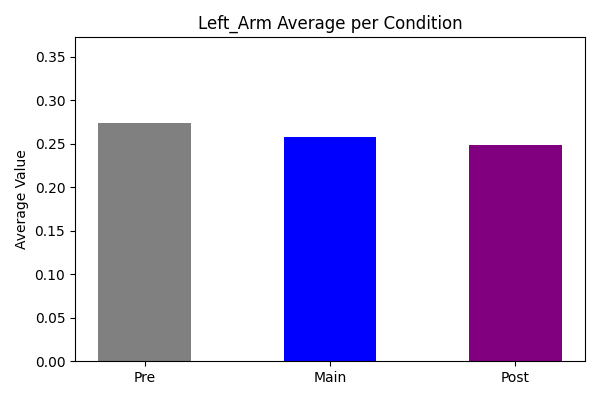 Left_Arm Average per Condition
Average Value
0.35
0.30
0.25
0.20
0.15
0.10
0.05
0.00
Pre
Main
Post